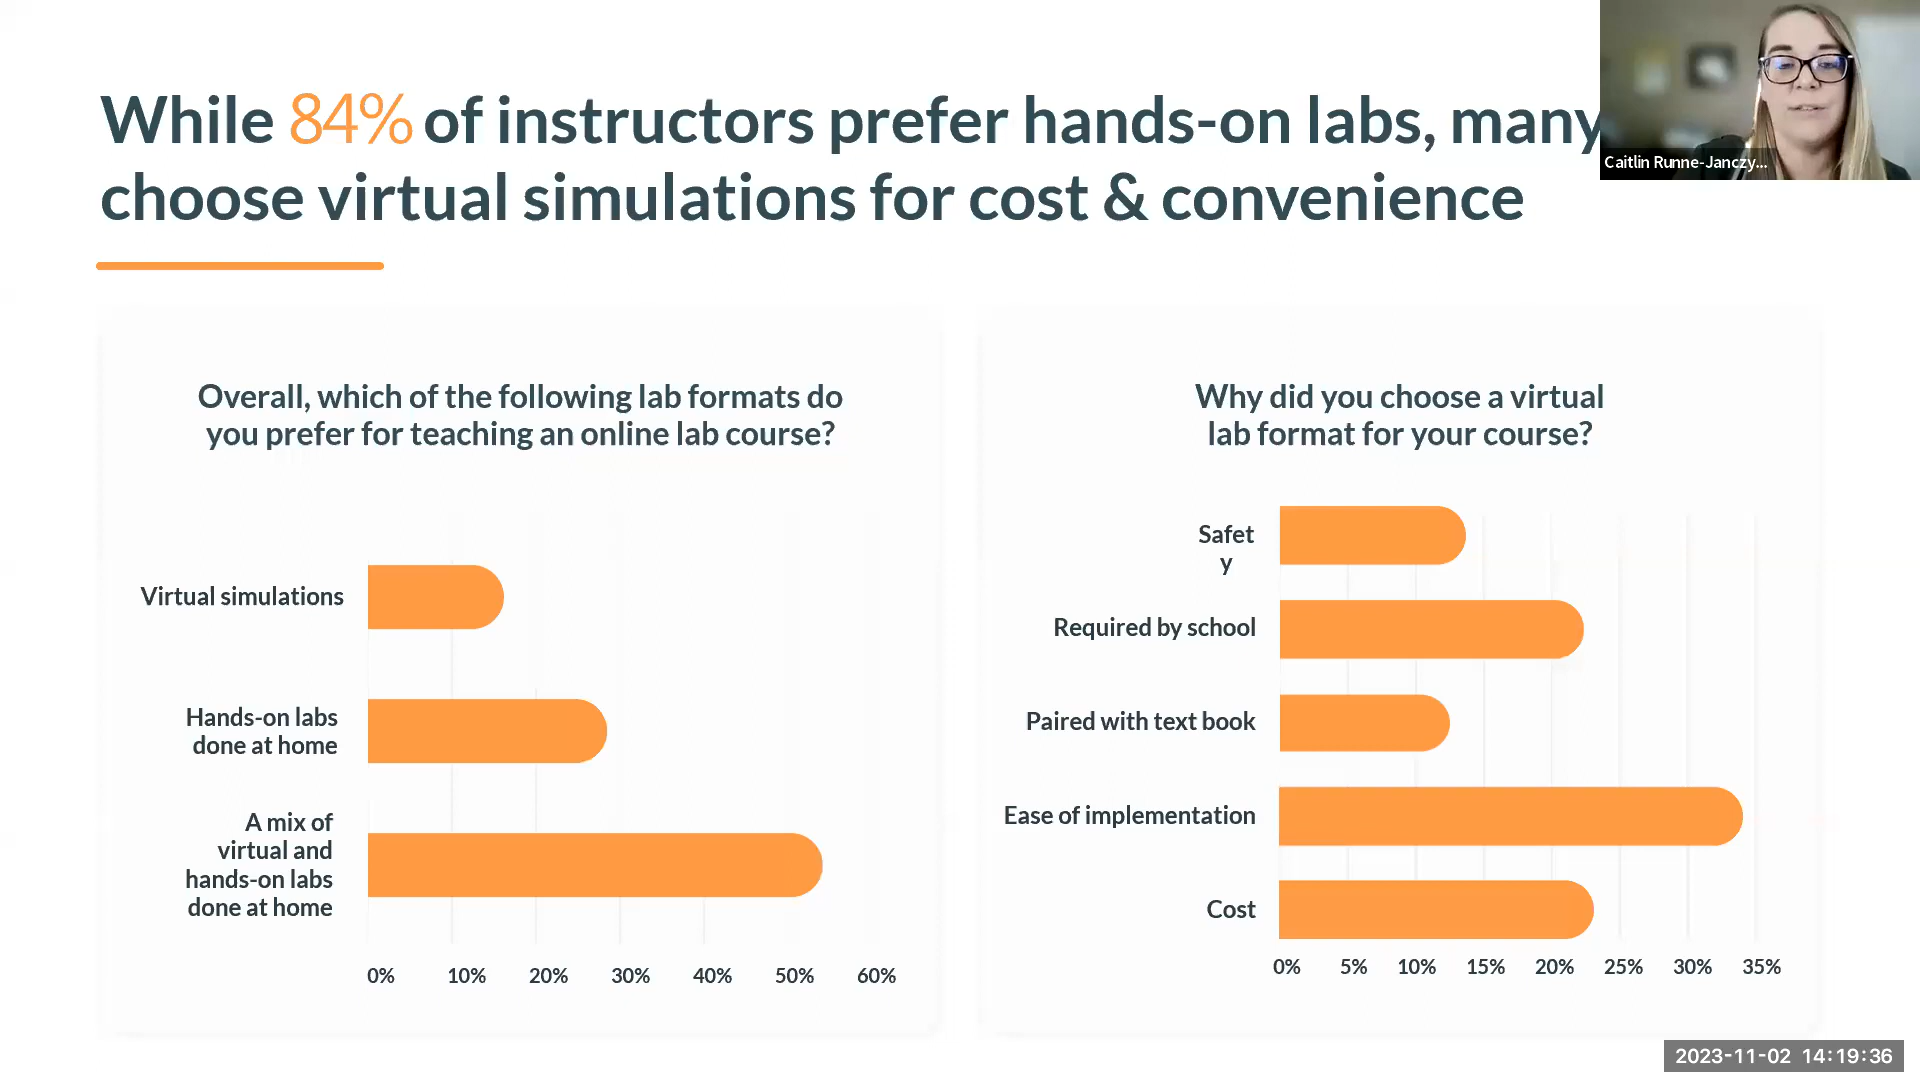 While 84% of instructors prefer hands-on labs, many
choose virtual simulations for cost & convenience
Caitlin Runne-Janczy...
Overall, which of the following lab formats do
you prefer for teaching an online lab course?
Virtual simulations
Hands-on labs
done at home
A mix of
virtual and
hands-on labs
done at home
0% 10% 20% 30% 40% 50% 60%
Why did you choose a virtual
lab format for your course?
Safet
y
Required by school
Paired with text book
Ease of implementation
Cost
0% 5% 10% 15% 20% 25% 30% 35%
2023-11-02 14:19:36